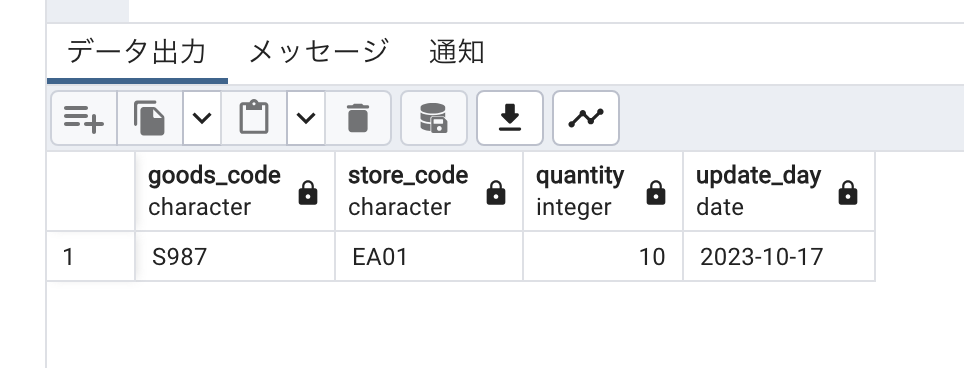 データ出力 メッセージ 通知
goods_code store_code quantity update_day
character character integer date
1 S987 EA01 10 2023-10-17